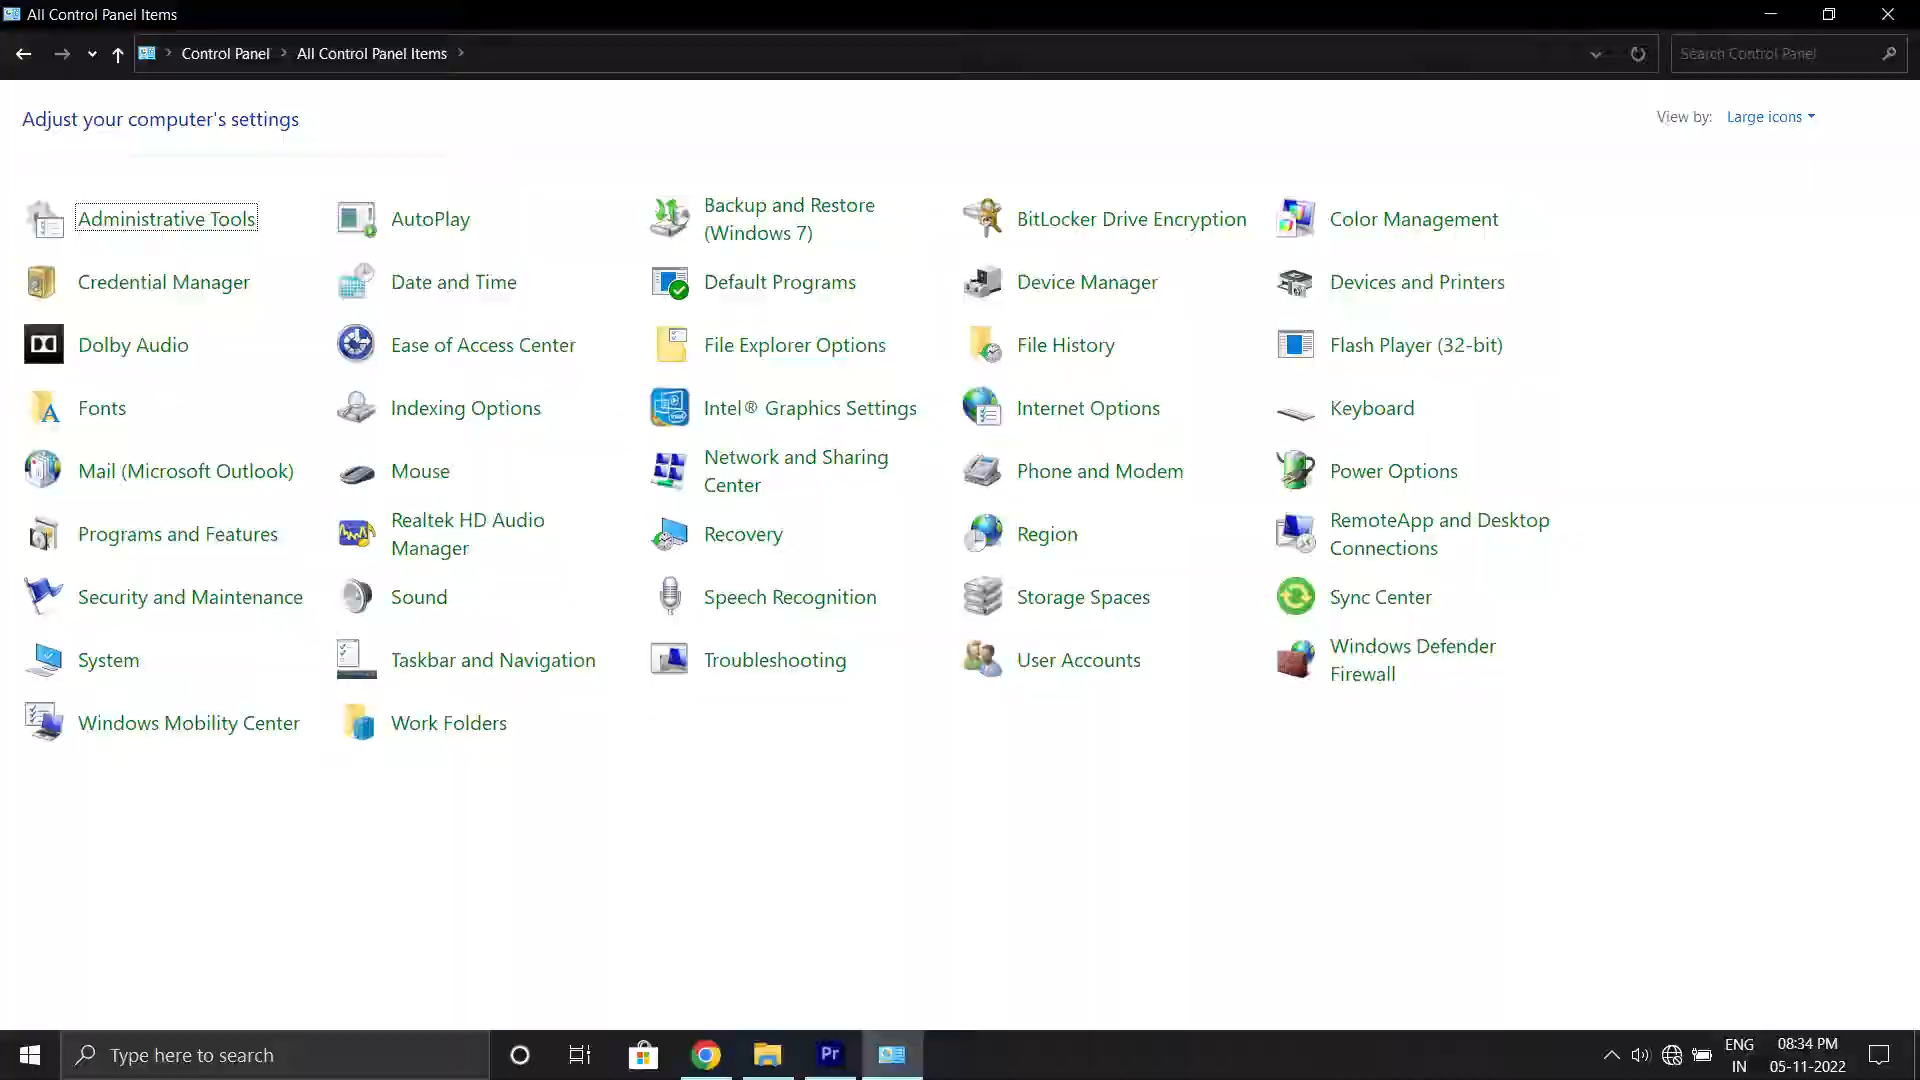 All Control Panel Items
Control Panel > All Control Panel Items >
Search Control Panel
Adjust your computer's settings
View by: Large icons
Administrative Tools
AutoPlay
Backup and Restore
(Windows 7)
BitLocker Drive Encryption
Color Management
Credential Manager
Date and Time
Default Programs
Device Manager
Devices and Printers
Dolby Audio
Ease of Access Center
File Explorer Options
File History
Flash Player (32-bit)
Fonts
Indexing Options
Intel® Graphics Settings
Internet Options
Keyboard
Mail (Microsoft Outlook)
Mouse
Network and Sharing
Center
Phone and Modem
Power Options
Programs and Features
Realtek HD Audio
Manager
Recovery
Region
RemoteApp and Desktop
Connections
Security and Maintenance
Sound
Speech Recognition
Storage Spaces
Sync Center
System
Taskbar and Navigation
Troubleshooting
User Accounts
Windows Defender
Firewall
Windows Mobility Center
Work Folders
Type here to search
Pr
ENG
IN
08:34 PM
05-11-2022